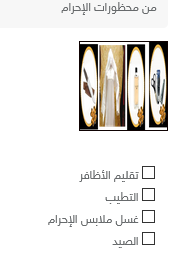 من محظورات الإحرام
تقليم الأظافر
التطيب
غسل ملابس الإحرام
الصيد